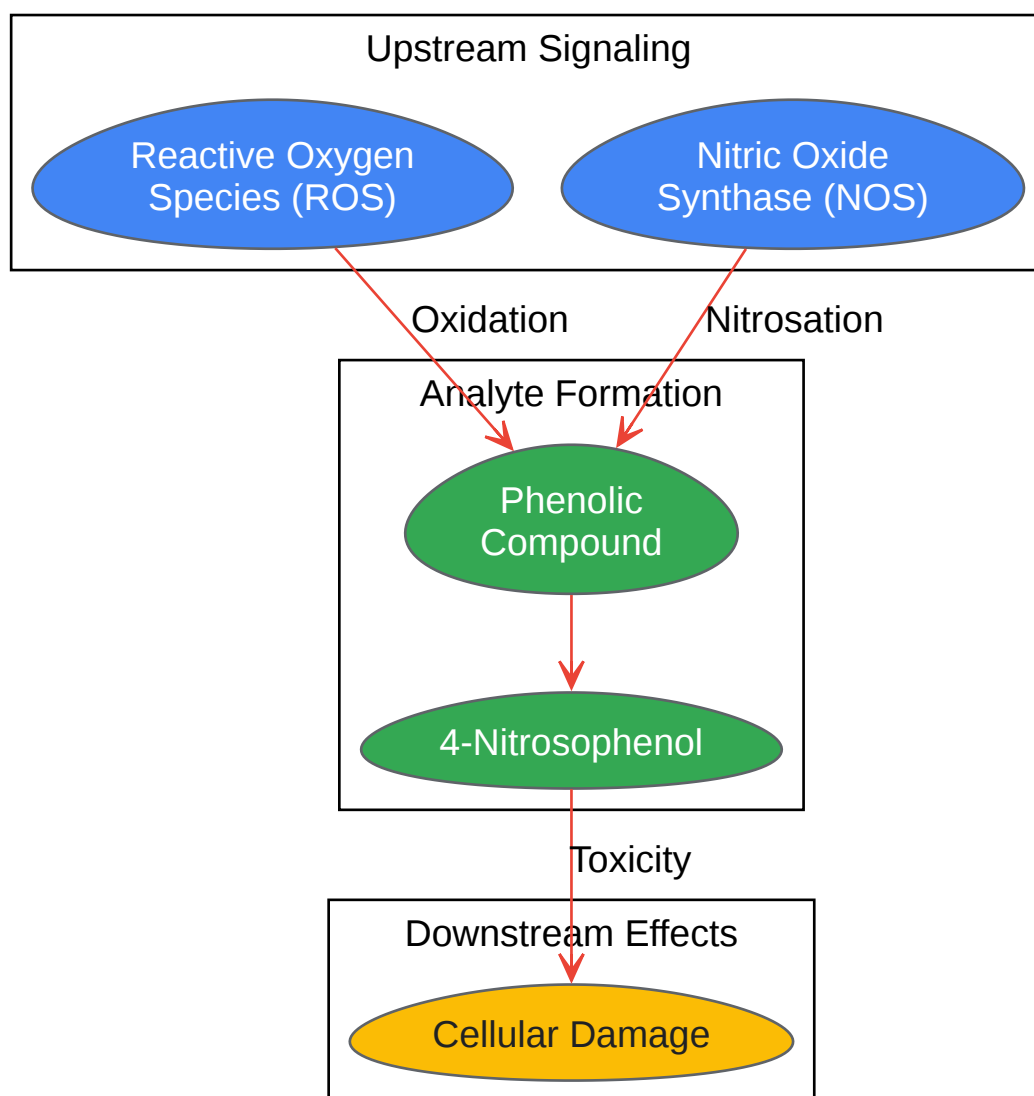 Upstream Signaling
Reactive Oxygen
Species (ROS)
Nitric Oxide
Synthase (NOS)
Oxidation
Nitrosation
Analyte Formation
Phenolic
Compound
4-Nitrosophenol
Toxicity
Downstream Effects
Cellular Damage